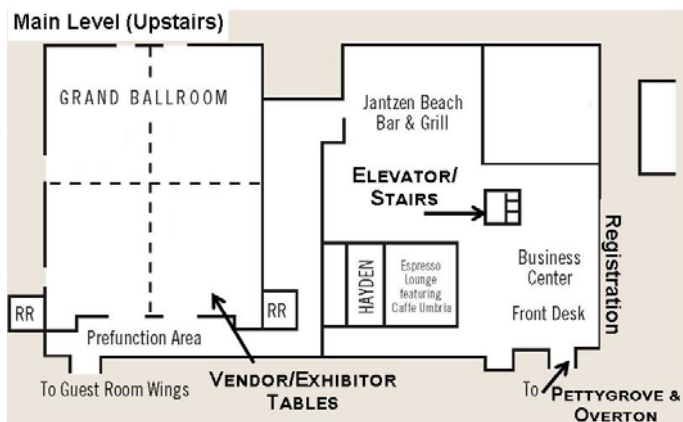 Main Level (Upstairs)
GRAND BALLROOM
Jantzen Beach
Bar & Grill
ELEVATOR/
STAIRS
Registration
Business
Center
HAYDEN
Espresso
Lounge
featuring
Caffe Umbria
Front Desk
RR
RR
Prefunction Area
To Guest Room Wings
VENDOR/EXHIBITOR
TABLES
To
PETTYGROVE &
OVERTON